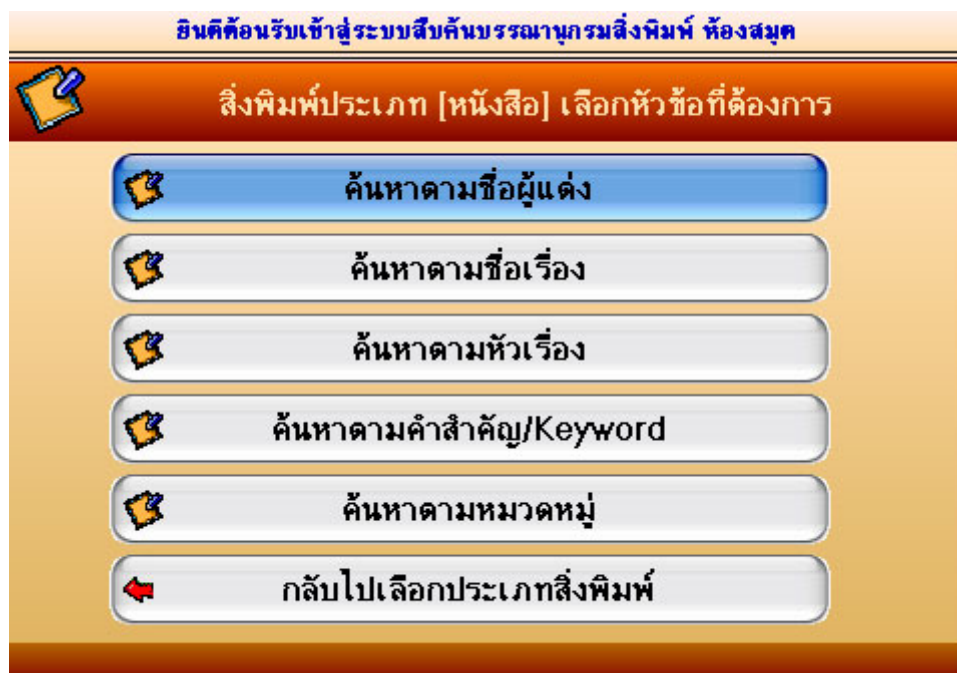 ยินดีต้อนรับเข้าสู่ระบบสืบค้นบรรณานุกรมสิ่งพิมพ์ ห้องสมุด
สิ่งพิมพ์ประเภท [หนังสือ] เลือกหัวข้อที่ต้องการ
ค้นหาตามชื่อผู้แต่ง
ค้นหาตามชื่อเรื่อง
ค้นหาตามหัวเรื่อง
ค้นหาตามคำสำคัญ/Keyword
ค้นหาตามหมวดหมู่
กลับไปเลือกประเภทสิ่งพิมพ์